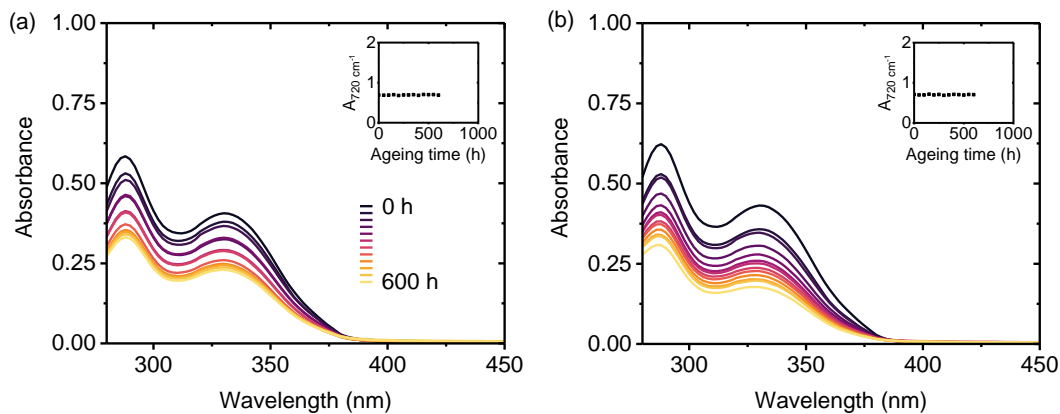 (a)
1.00
0.75
0.50
0.25
0.00
Absorbance
300
350
400
450
Wavelength (nm)
0 h
600 h
2
1
0
A720 cm-1
0
500
1000
Ageing time (h)
(b)
1.00
0.75
0.50
0.25
0.00
Absorbance
300
350
400
450
Wavelength (nm)
2
1
0
A720 cm-1
0
500
1000
Ageing time (h)